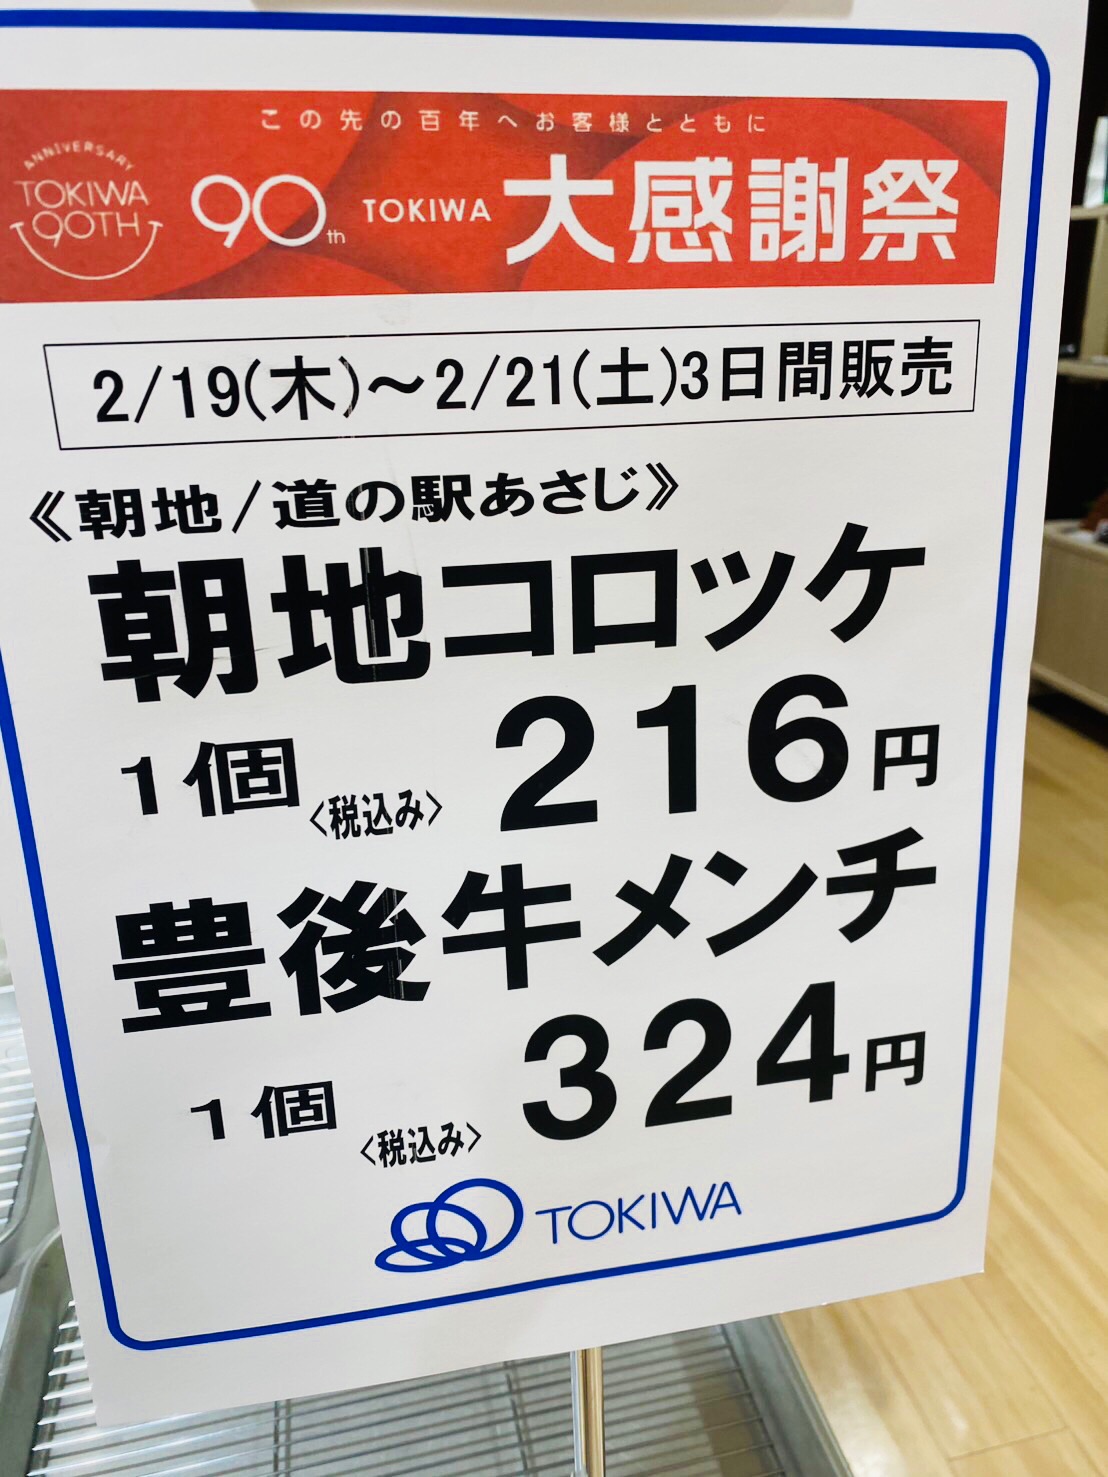 この先の百年へお客様とともに
ANNIVERSARY
TOKIWA
90TH
90th TOKIWA 大感謝祭
2/19(木)～2/21(土)3日間販売
《朝地/道の駅あさじ》
朝地コロッケ
1個<税込み> 216円
豊後牛メンチ
1個<税込み> 324円
TOKIWA